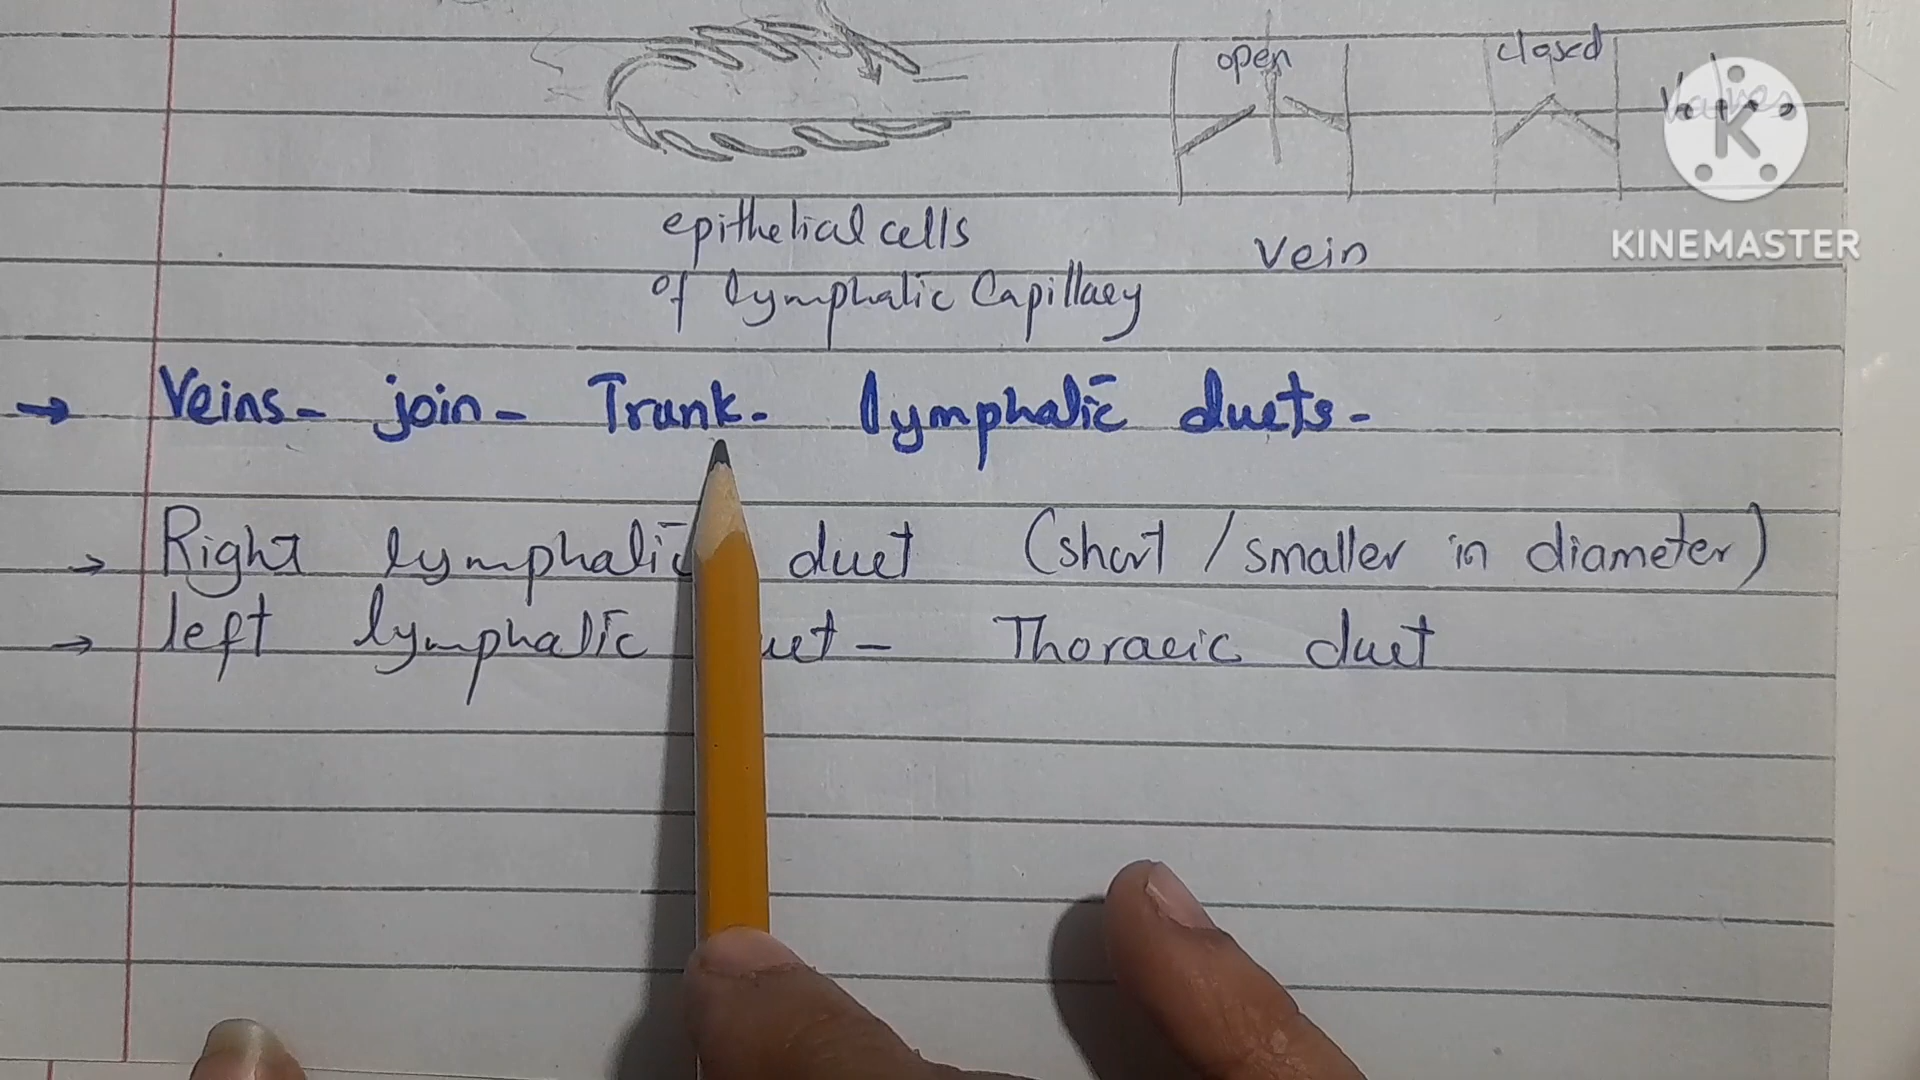 open closed
KINEMASTER
epithelial cells
of lymphatic Capillary
Vein
→ Veins - join - Trunk - lymphatic ducts -
→ Right lymphatic duct (short / smaller in diameter)
→ left lymphatic duct - Thoracic duct